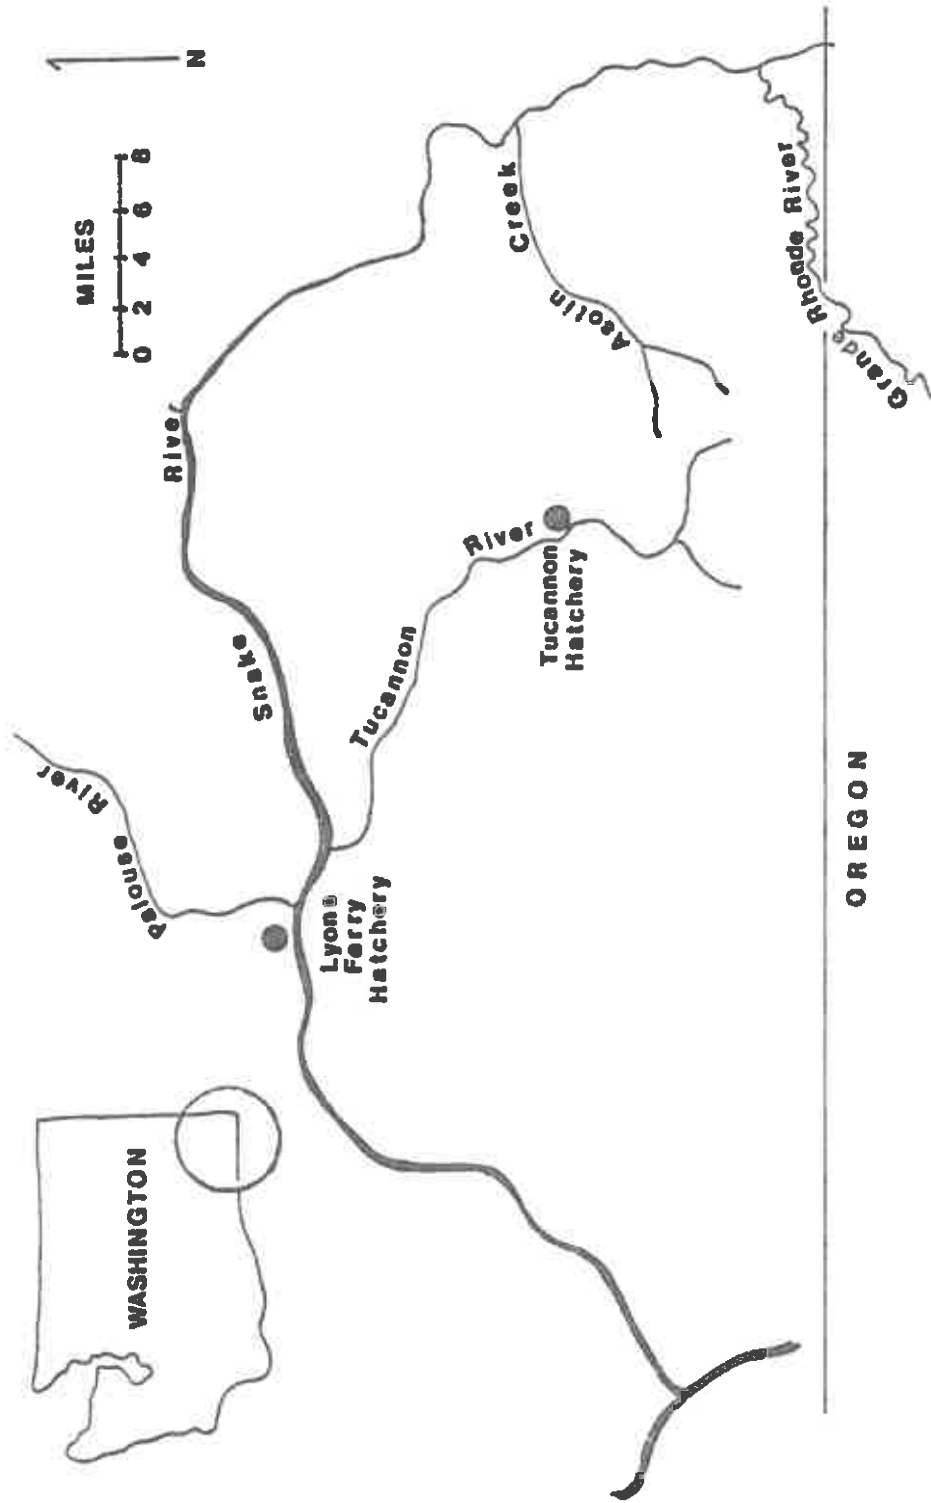 N
MILES
0 2 4 6 8
WASHINGTON
Palouse River
Snake River
Lyons
Ferry
Hatchery
Tucannon River
Tucannon
Hatchery
Asotin Creek
Grande Rhonde River
OREGON